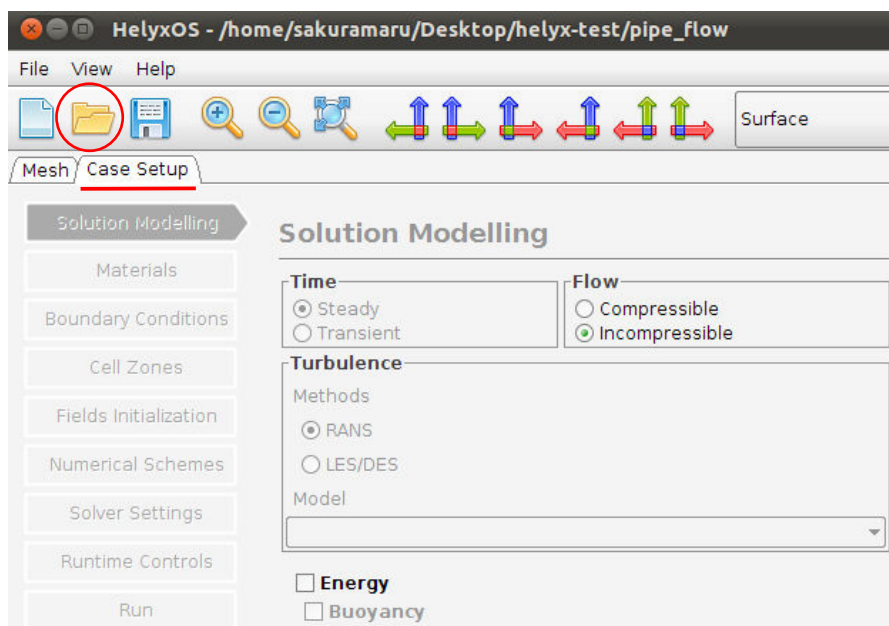 HelyxOS - /home/sakuramaru/Desktop/helyx-test/pipe_flow
File View Help
Surface
Mesh Case Setup
Solution Modelling
Materials
Boundary Conditions
Cell Zones
Fields Initialization
Numerical Schemes
Solver Settings
Runtime Controls
Run
Solution Modelling
Time
Steady
Transient
Flow
Compressible
Incompressible
Turbulence
Methods
RANS
LES/DES
Model
Energy
Buoyancy